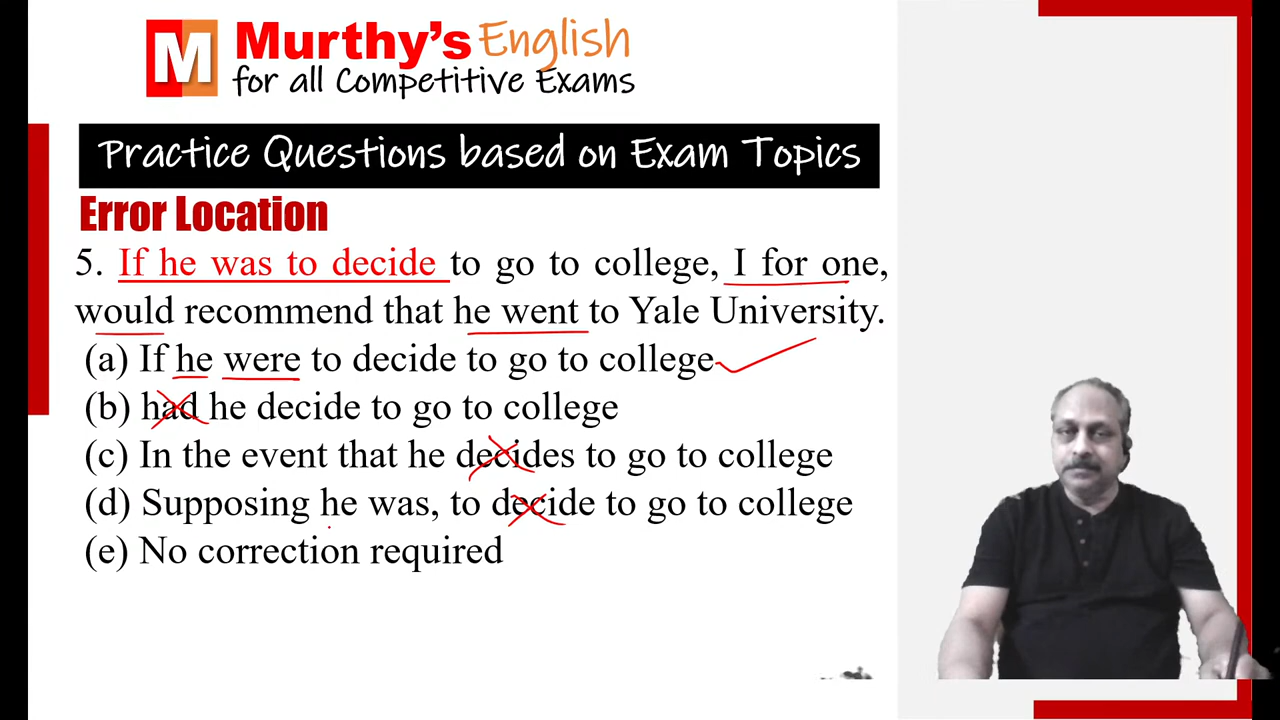 M Murthy's English
for all Competitive Exams
Practice Questions based on Exam Topics
Error Location
5. If he was to decide to go to college, I for one,
would recommend that he went to Yale University.
(a) If he were to decide to go to college
(b) had he decide to go to college
(c) In the event that he decides to go to college
(d) Supposing he was, to decide to go to college
(e) No correction required